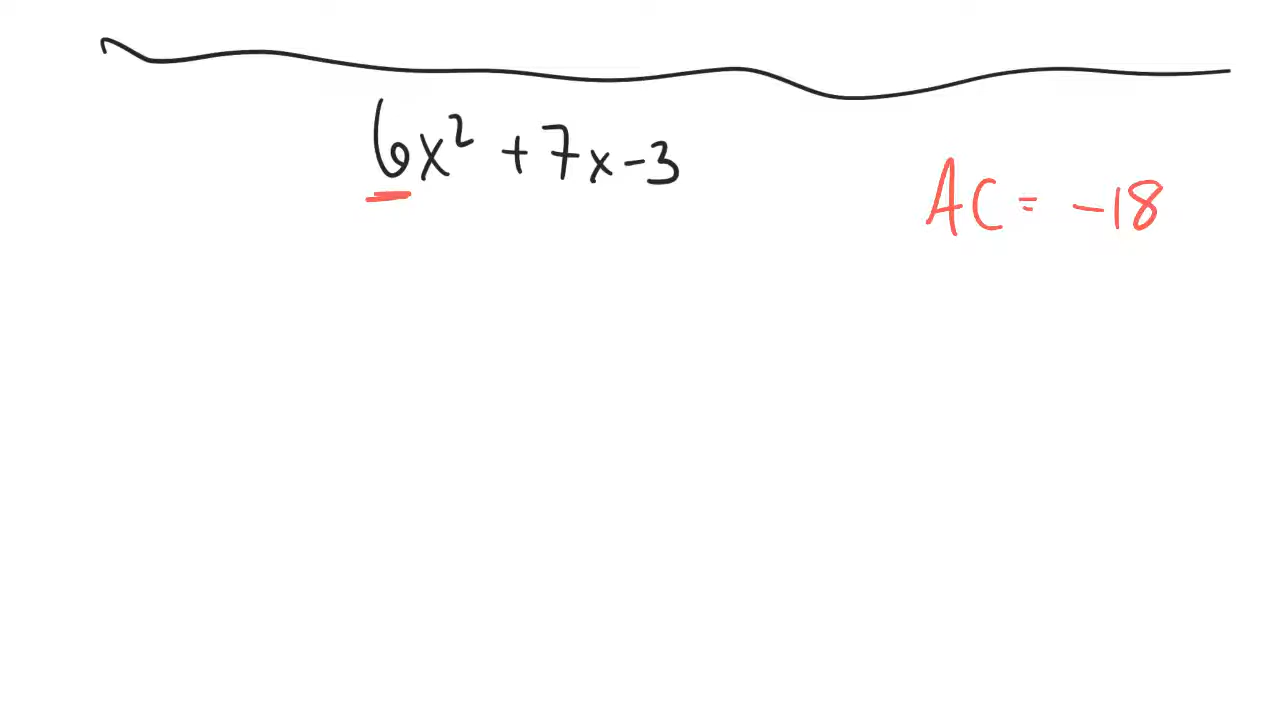 6x² + 7x - 3
AC = -18